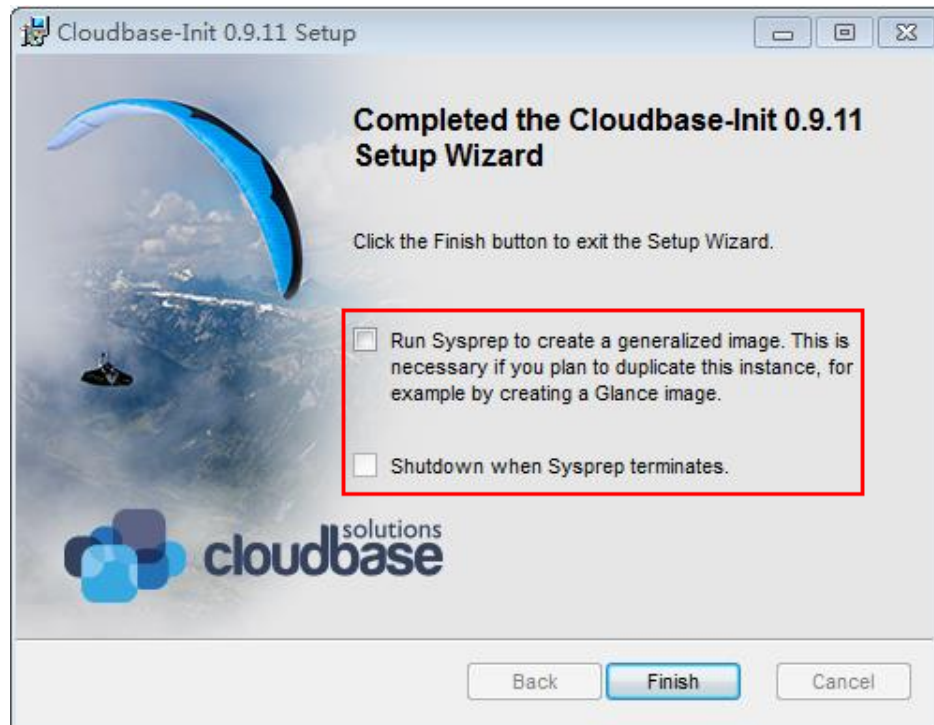 Cloudbase-Init 0.9.11 Setup
Completed the Cloudbase-Init 0.9.11
Setup Wizard
Click the Finish button to exit the Setup Wizard.
Run Sysprep to create a generalized image. This is
necessary if you plan to duplicate this instance, for
example by creating a Glance image.
Shutdown when Sysprep terminates.
solutions
cloudbase
Back
Finish
Cancel